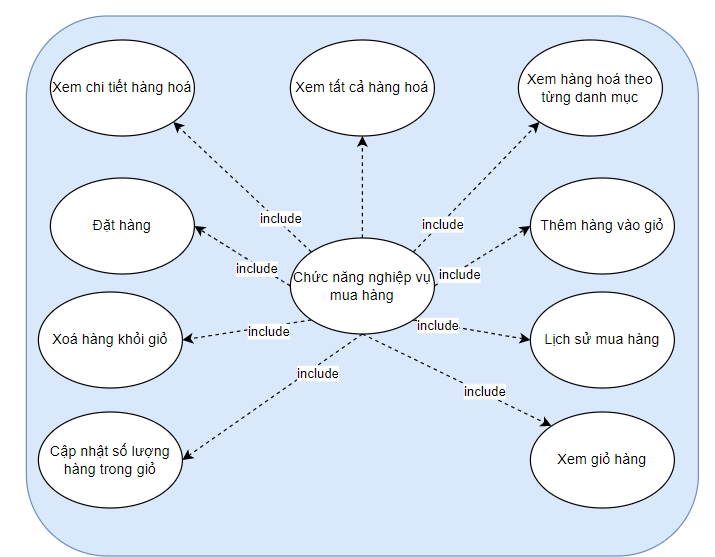 Xem chi tiết hàng hoá
Xem tất cả hàng hoá
Xem hàng hoá theo
từng danh mục
include
include
Đặt hàng
Thêm hàng vào giỏ
include
include
Chức năng nghiệp vụ
mua hàng
Xoá hàng khỏi giỏ
include
include
Lịch sử mua hàng
include
include
Cập nhật số lượng
hàng trong giỏ
Xem giỏ hàng